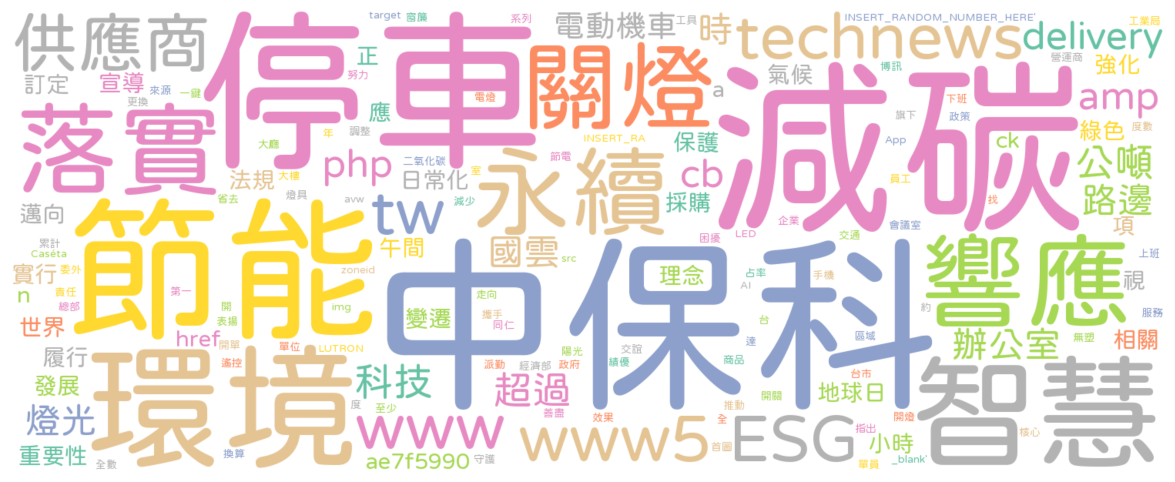 供應商
停車
關燈
電動機車
工具
時
technews
INSERT_RANDOM_NUMBER_HERE'
delivery
工業局
target
窗簾
系列
訂定
宣導
來源
一鍵
更換
正
努力
應
電燈
氣候
a
博訊
營運商
強化
amp
落實
減碳
年
調整
INSERT_RA
保護
旗下
下班
政策
App
綠色
度數
ck
公噸
大廳
php
二氧化碳
節電
法規
大樓
日常化
室
永續
cb
員工
路邊
省去
燈具
avw
減少
採購
找
邁向
tw
企業
會議室
項
節能
午間
國雲
困擾
LED
交通
響應
累計
Caséta
中保科
上班
實行
委外
zoneid
src
理念
占率
手機
視
n
責任
AI
總部
第一
開
img
走向
變遷
攜手
約
世界
表揚
同仁
台
服務
href
開單
單位
LUTRON
達
區域
無塑
辦公室
相關
履行
遙控
環境
派勤
經濟部
交誼
陽光
政府
績優
商品
智慧
發展
科技
超過
台市
度
至少
開關
地球日
燈光
善盡
推動
www
www5
效果
全
ESG
開燈
指出
核心
重要性
換算
首圖
小時
全數
ae7f5990
守護
單員
_blank'